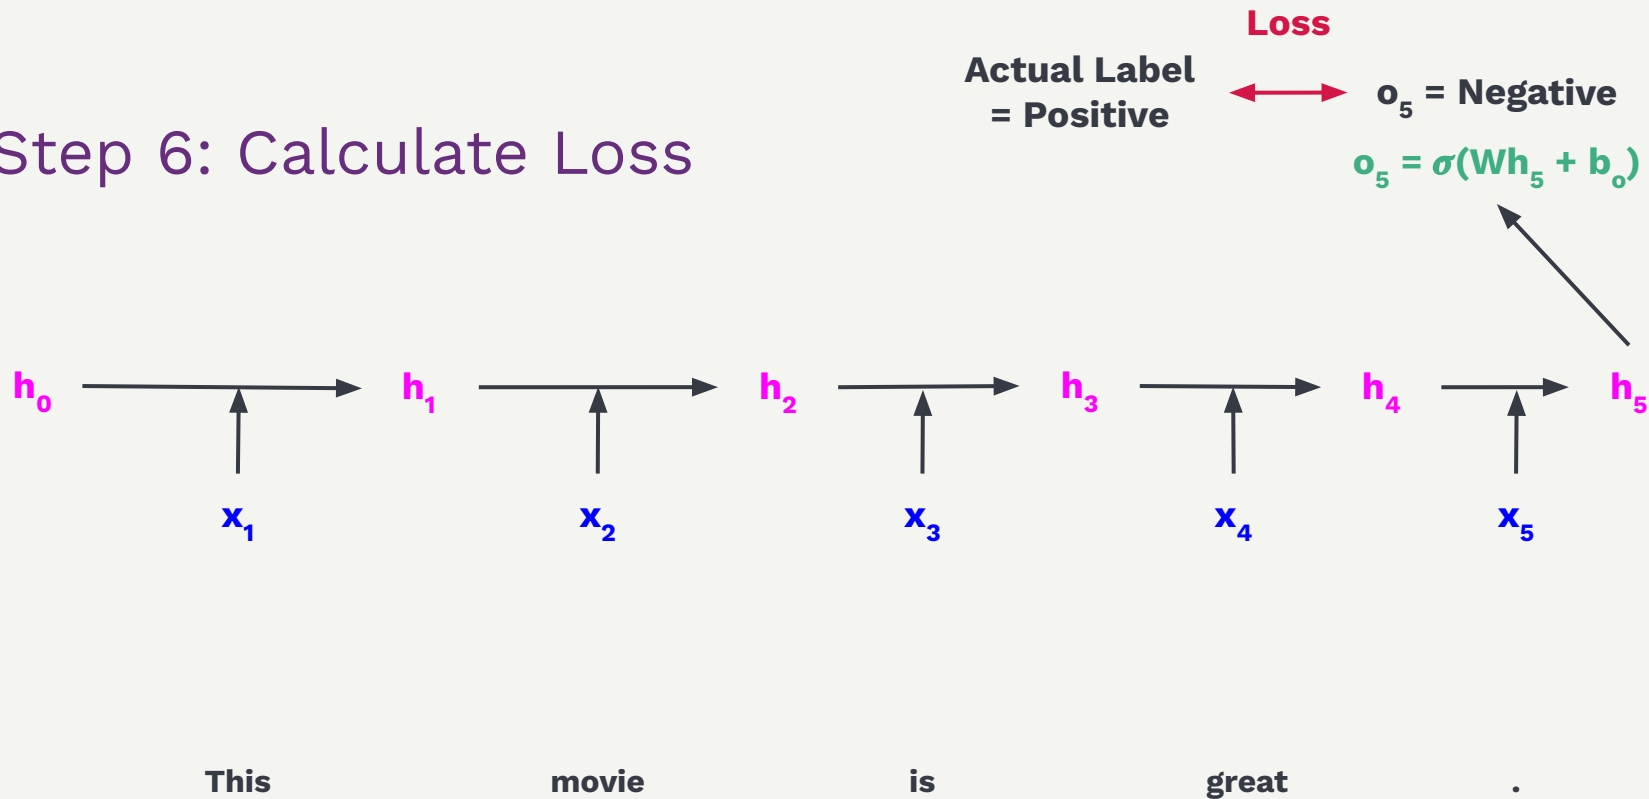 Loss
Actual Label
= Positive
o₅ = Negative
Step 6: Calculate Loss
o₅ = σ(Wh₅ + bₒ)
h₀ h₁ h₂ h₃ h₄ h₅
x₁ x₂ x₃ x₄ x₅
This movie is great .